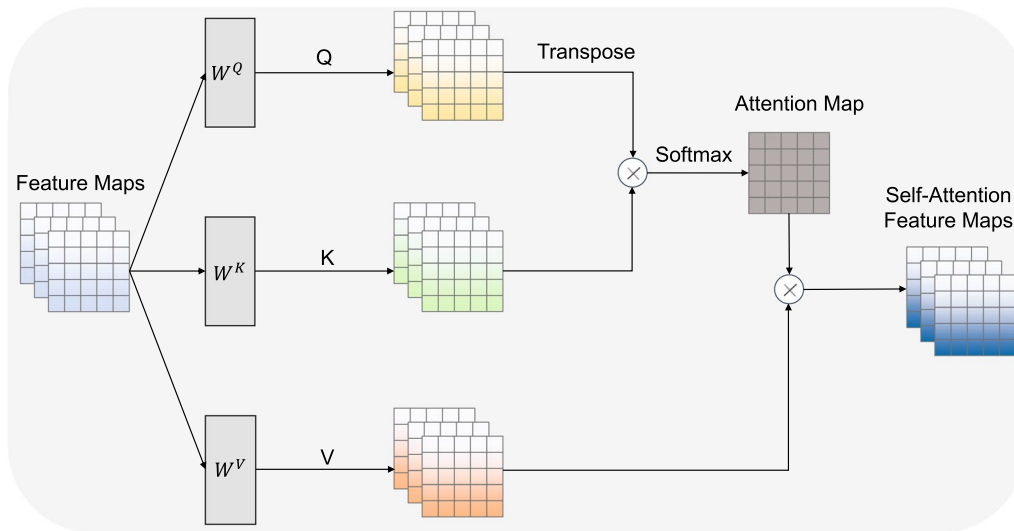 W^Q
Q
Transpose
Attention Map
Softmax
Feature Maps
Self-Attention
Feature Maps
W^K
K
W^V
V